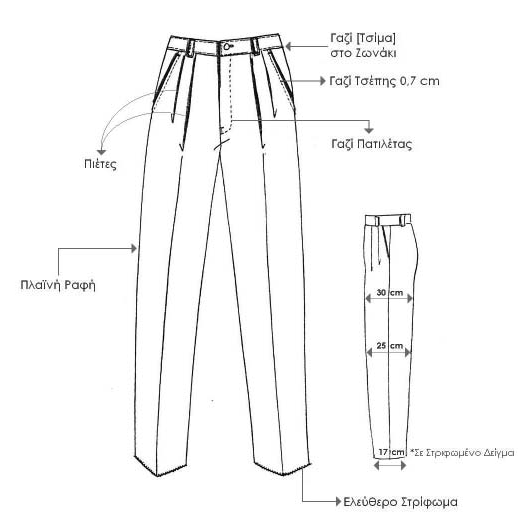 Γαζί [Τσίμα]
στο Ζωνάκι
Γαζί Τσέπης 0,7 cm
Γαζί Πατιλέτας
Πιέτες
Πλαϊνή Ραφή
30 cm
25 cm
17 cm *Σε Στριφωμένο Δείγμα
Ελεύθερο Στρίφωμα